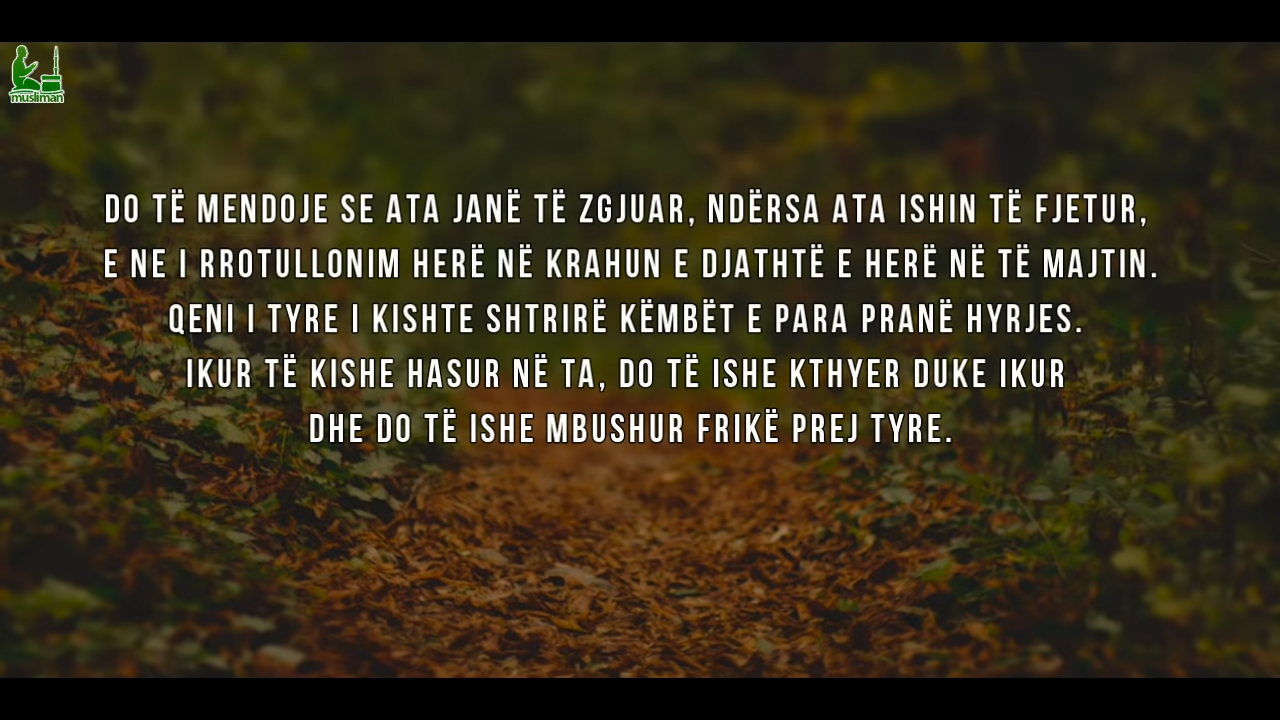 musliman
DO TË MENDOJE SE ATA JANË TË ZGJUAR, NDËRSA ATA ISHIN TË FJETUR,
E NE I RROTULLONIM HERË NË KRAHUN E DJATHTË E HERË NË TË MAJTIN.
QENI I TYRE I KISHTE SHTRIRË KËMBËT E PARA PRANË HYRJES.
IKUR TË KISHE HASUR NË TA, DO TË ISHE KTHYER DUKE IKUR
DHE DO TË ISHE MBUSHUR FRIKË PREJ TYRE.